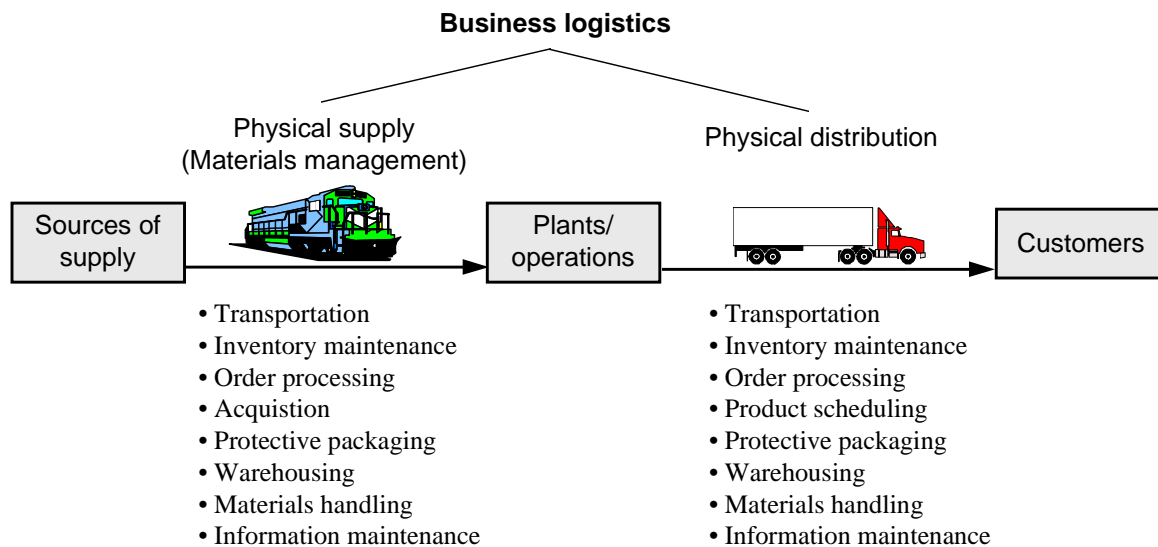 Business logistics
Physical supply
(Materials management)
Physical distribution
Sources of
supply
Plants/
operations
Customers
• Transportation
• Inventory maintenance
• Order processing
• Acquistion
• Protective packaging
• Warehousing
• Materials handling
• Information maintenance
• Transportation
• Inventory maintenance
• Order processing
• Product scheduling
• Protective packaging
• Warehousing
• Materials handling
• Information maintenance